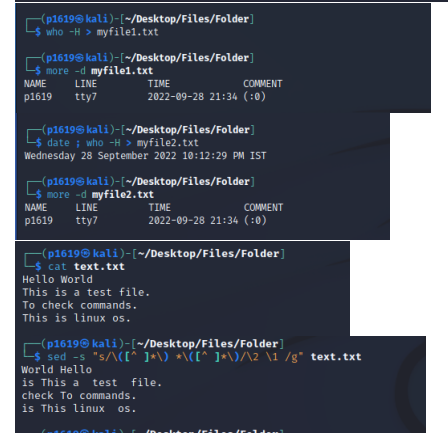 ┌──(p1619㉿kali)-[~/Desktop/Files/Folder]
└─$ who -H > myfile1.txt
┌──(p1619㉿kali)-[~/Desktop/Files/Folder]
└─$ more -d myfile1.txt
NAME     LINE         TIME             COMMENT
p1619    tty7         2022-09-28 21:34 (:0)
┌──(p1619㉿kali)-[~/Desktop/Files/Folder]
└─$ date ; who -H > myfile2.txt
Wednesday 28 September 2022 10:12:29 PM IST
┌──(p1619㉿kali)-[~/Desktop/Files/Folder]
└─$ more -d myfile2.txt
NAME     LINE         TIME             COMMENT
p1619    tty7         2022-09-28 21:34 (:0)
┌──(p1619㉿kali)-[~/Desktop/Files/Folder]
└─$ cat text.txt
Hello World
This is a test file.
To check commands.
This is linux os.
┌──(p1619㉿kali)-[~/Desktop/Files/Folder]
└─$ sed -s "s/\([^ ]*\) *\([^ ]*\)/\2 \1 /g" text.txt
World Hello
is This a  test  file.
check To commands.
is This linux  os.